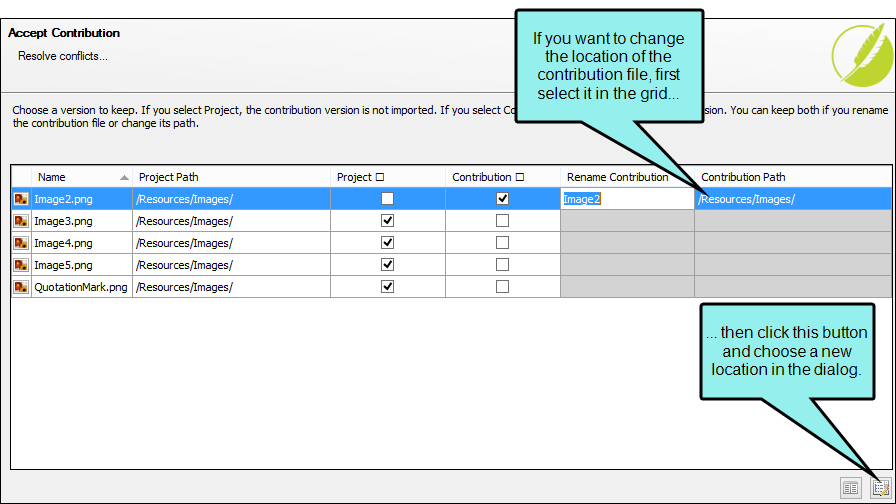 Accept Contribution
Resolve conflicts...
If you want to change
the location of the
contribution file, first
select it in the grid...
Choose a version to keep. If you select Project, the contribution version is not imported. If you select Co sion. You can keep both if you rename
the contribution file or change its path.
Name Project Path Project Contribution Rename Contribution Contribution Path
Image2.png /Resources/Images/ Image2 /Resources/Images/
Image3.png /Resources/Images/
Image4.png /Resources/Images/
Image5.png /Resources/Images/
QuotationMark.png /Resources/Images/
... then click this button
and choose a new
location in the dialog.